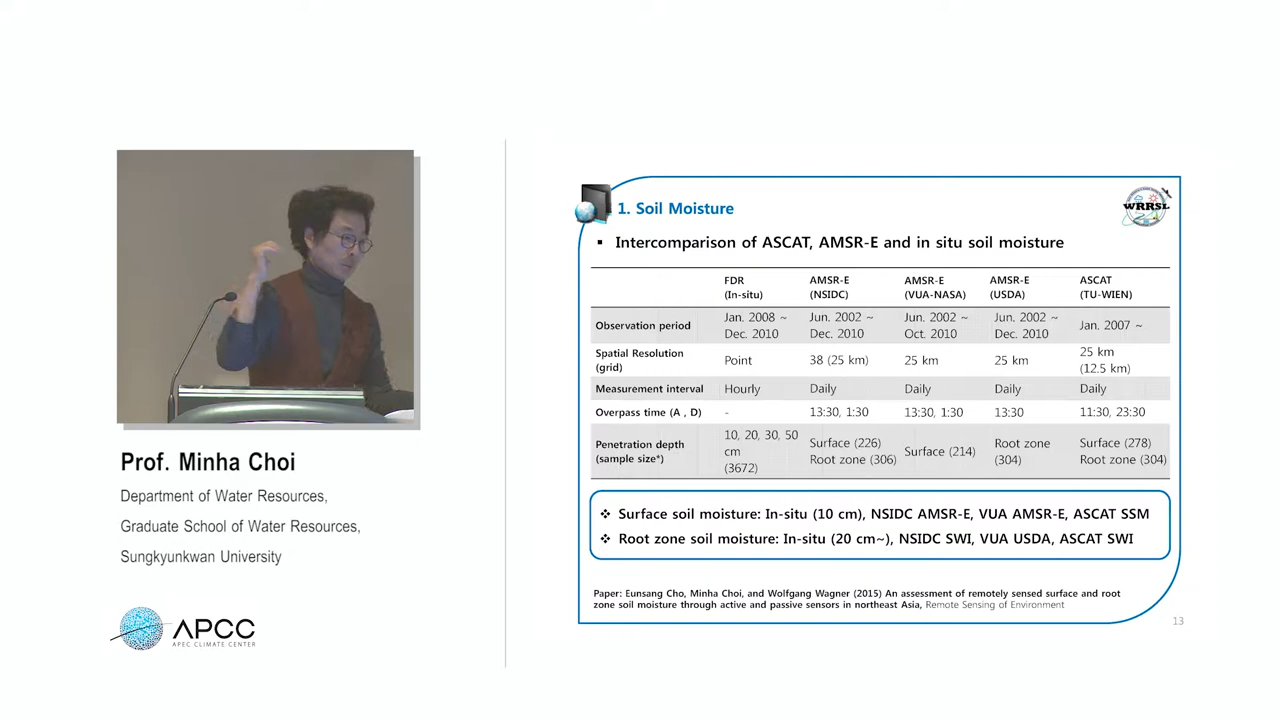 Prof. Minha Choi
Department of Water Resources,
Graduate School of Water Resources,
Sungkyunkwan University
APCC
APEC CLIMATE CENTER
1. Soil Moisture
WRRSL
▪ Intercomparison of ASCAT, AMSR-E and in situ soil moisture
FDR (In-situ) AMSR-E (NSIDC) AMSR-E (VUA-NASA) AMSR-E (USDA) ASCAT (TU-WIEN)
Observation period Jan. 2008 ~ Dec. 2010 Jun. 2002 ~ Dec. 2010 Jun. 2002 ~ Oct. 2010 Jun. 2002 ~ Dec. 2010 Jan. 2007 ~
Spatial Resolution (grid) Point 38 (25 km) 25 km 25 km 25 km (12.5 km)
Measurement interval Hourly Daily Daily Daily Daily
Overpass time (A , D) - 13:30, 1:30 13:30, 1:30 13:30 11:30, 23:30
Penetration depth (sample size*) 10, 20, 30, 50 cm (3672) Surface (226) Root zone (306) Surface (214) Root zone (304) Surface (278) Root zone (304)
❖ Surface soil moisture: In-situ (10 cm), NSIDC AMSR-E, VUA AMSR-E, ASCAT SSM
❖ Root zone soil moisture: In-situ (20 cm~), NSIDC SWI, VUA USDA, ASCAT SWI
Paper: Eunsang Cho, Minha Choi, and Wolfgang Wagner (2015) An assessment of remotely sensed surface and root
zone soil moisture through active and passive sensors in northeast Asia, Remote Sensing of Environment
13